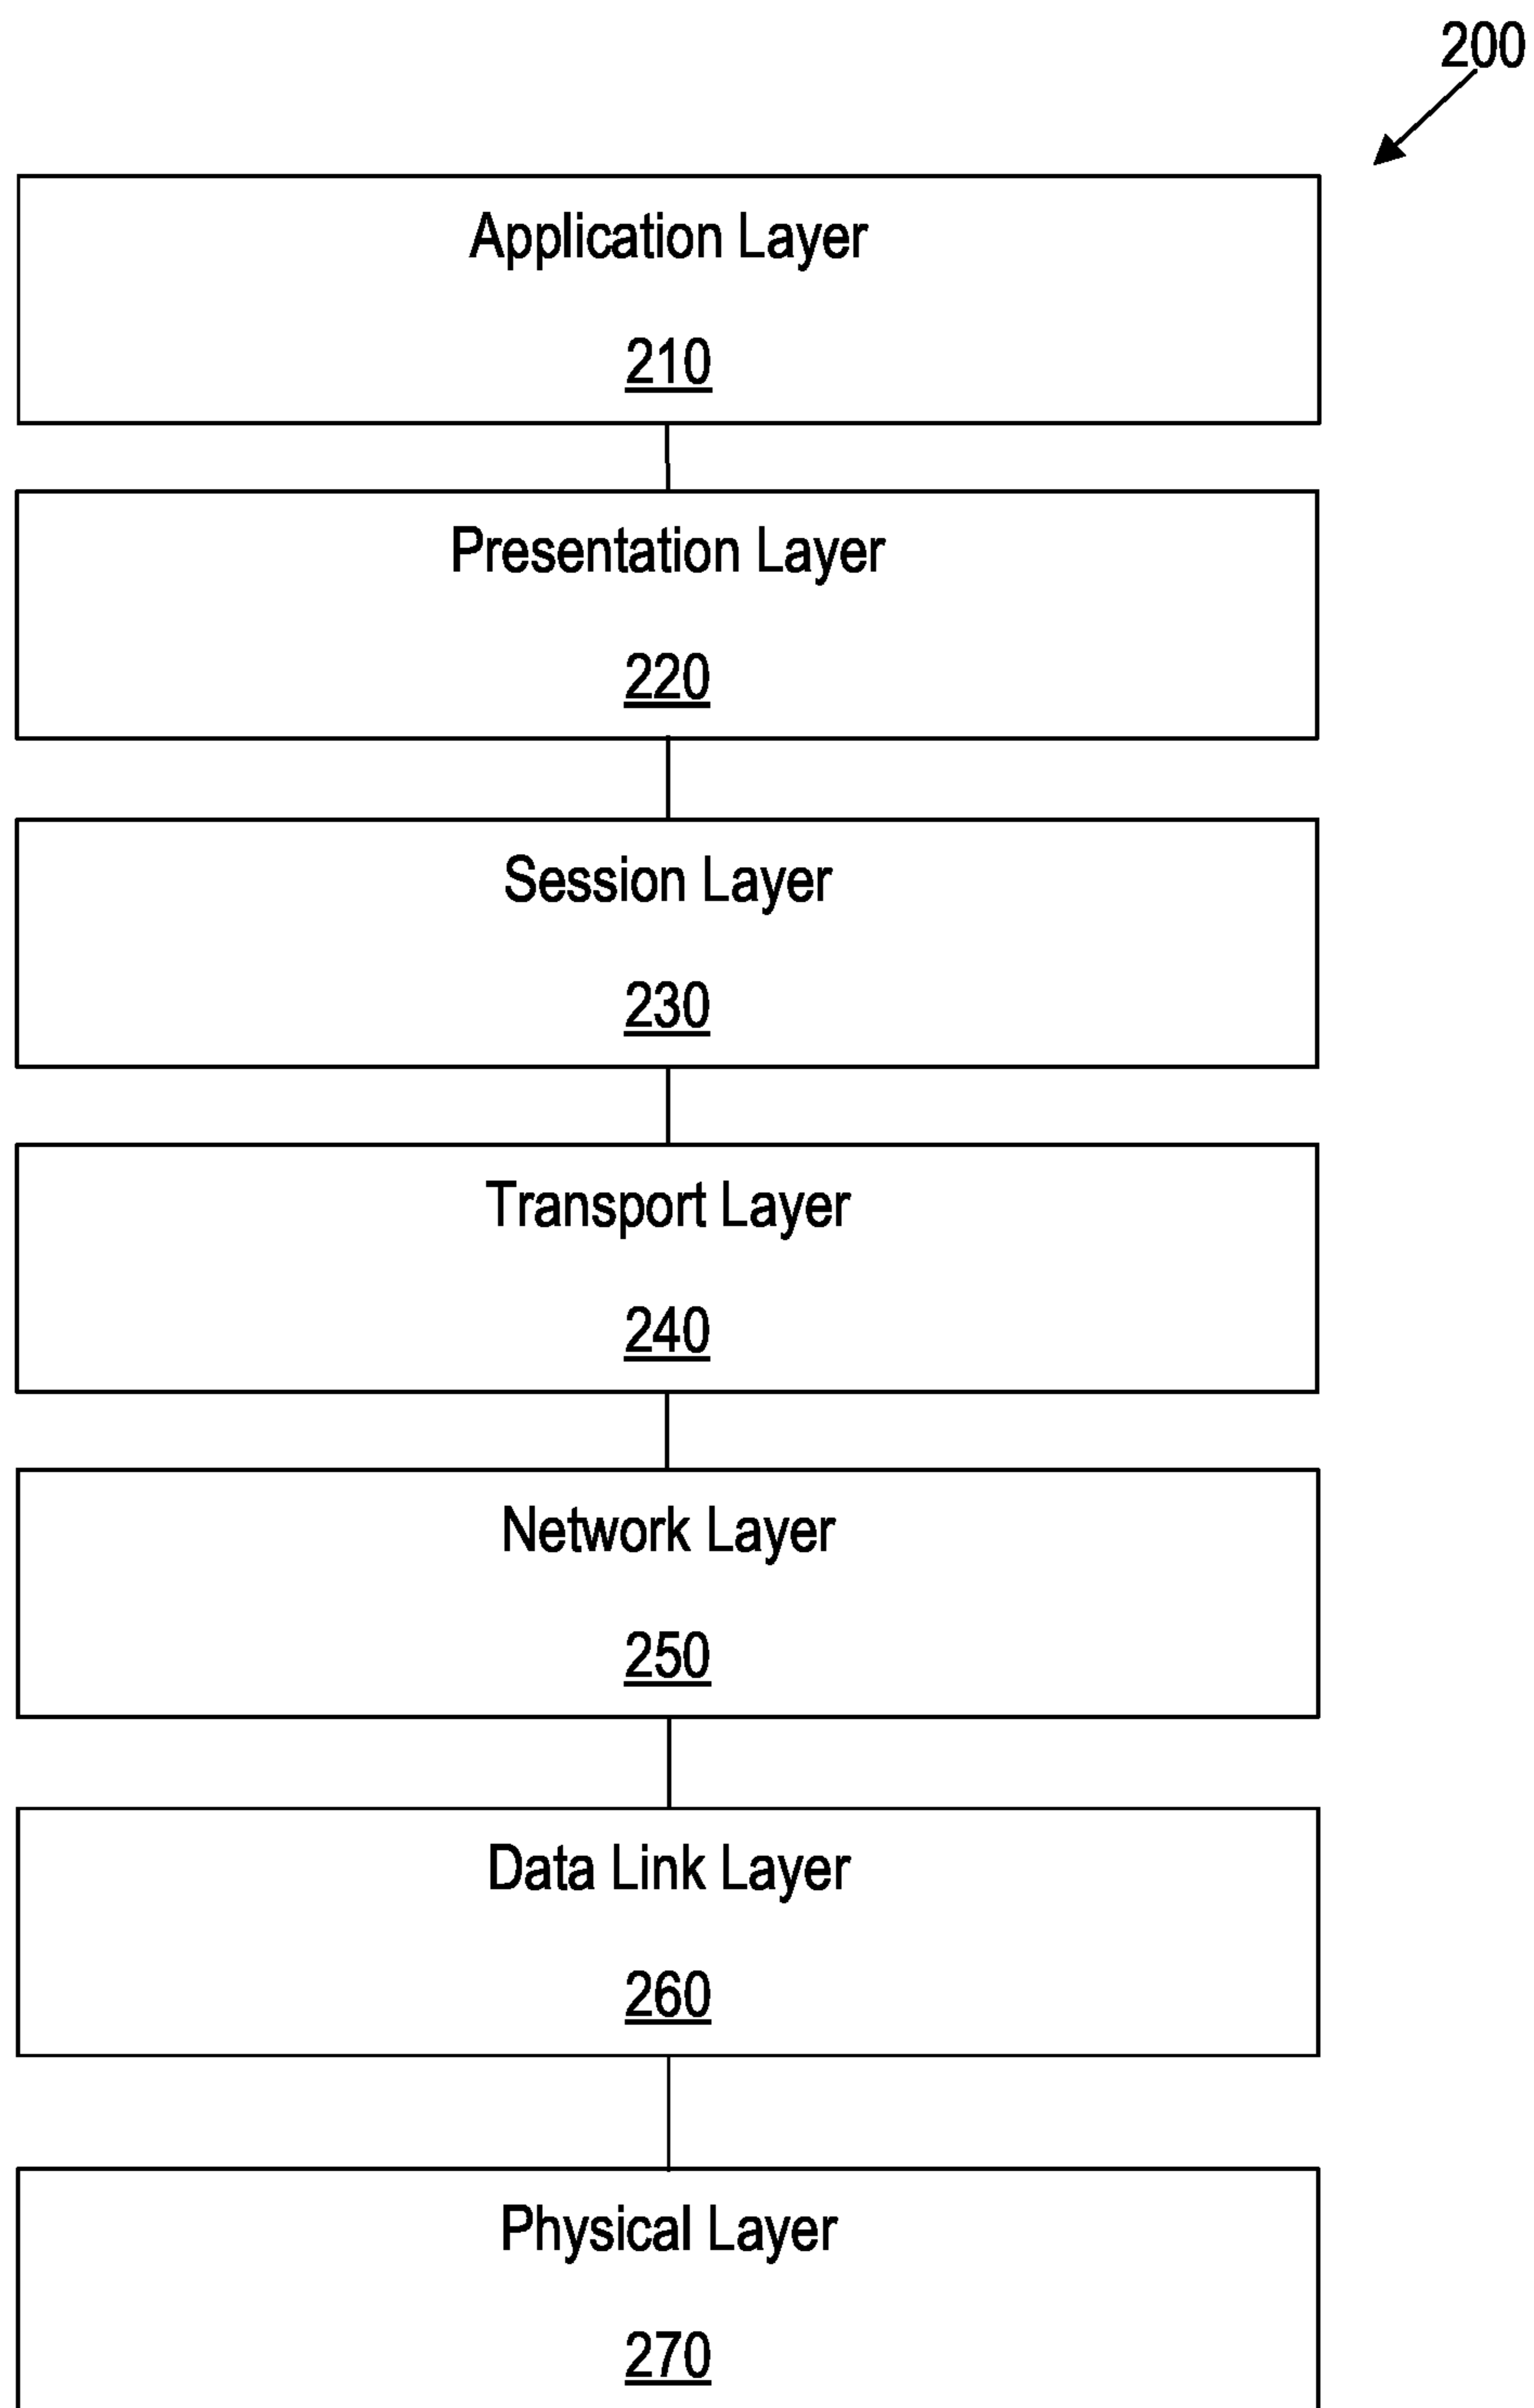 200
Application Layer
210
Presentation Layer
220
Session Layer
230
Transport Layer
240
Network Layer
250
Data Link Layer
260
Physical Layer
270